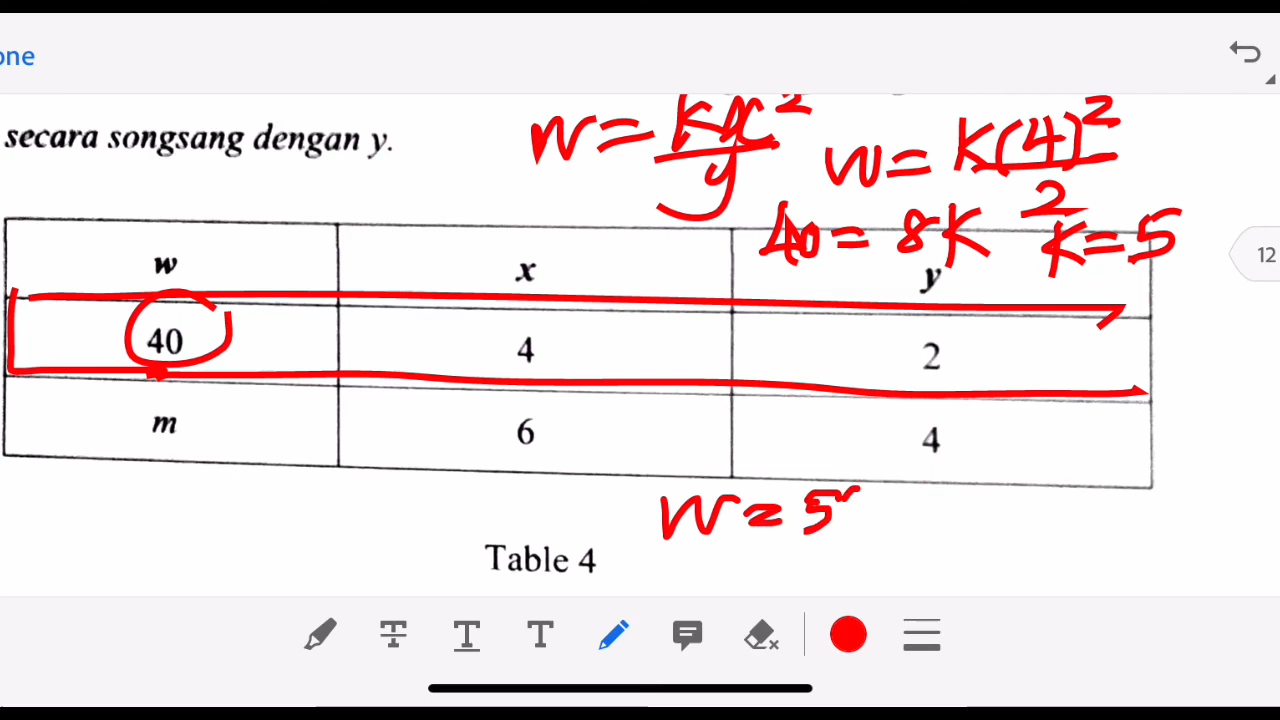 one
secara songsang dengan y.
W = kx²/y
W = k(4)²/2
40 = 8k k = 5
w x y
40 4 2
m 6 4
W = 5
Table 4
12
T T T